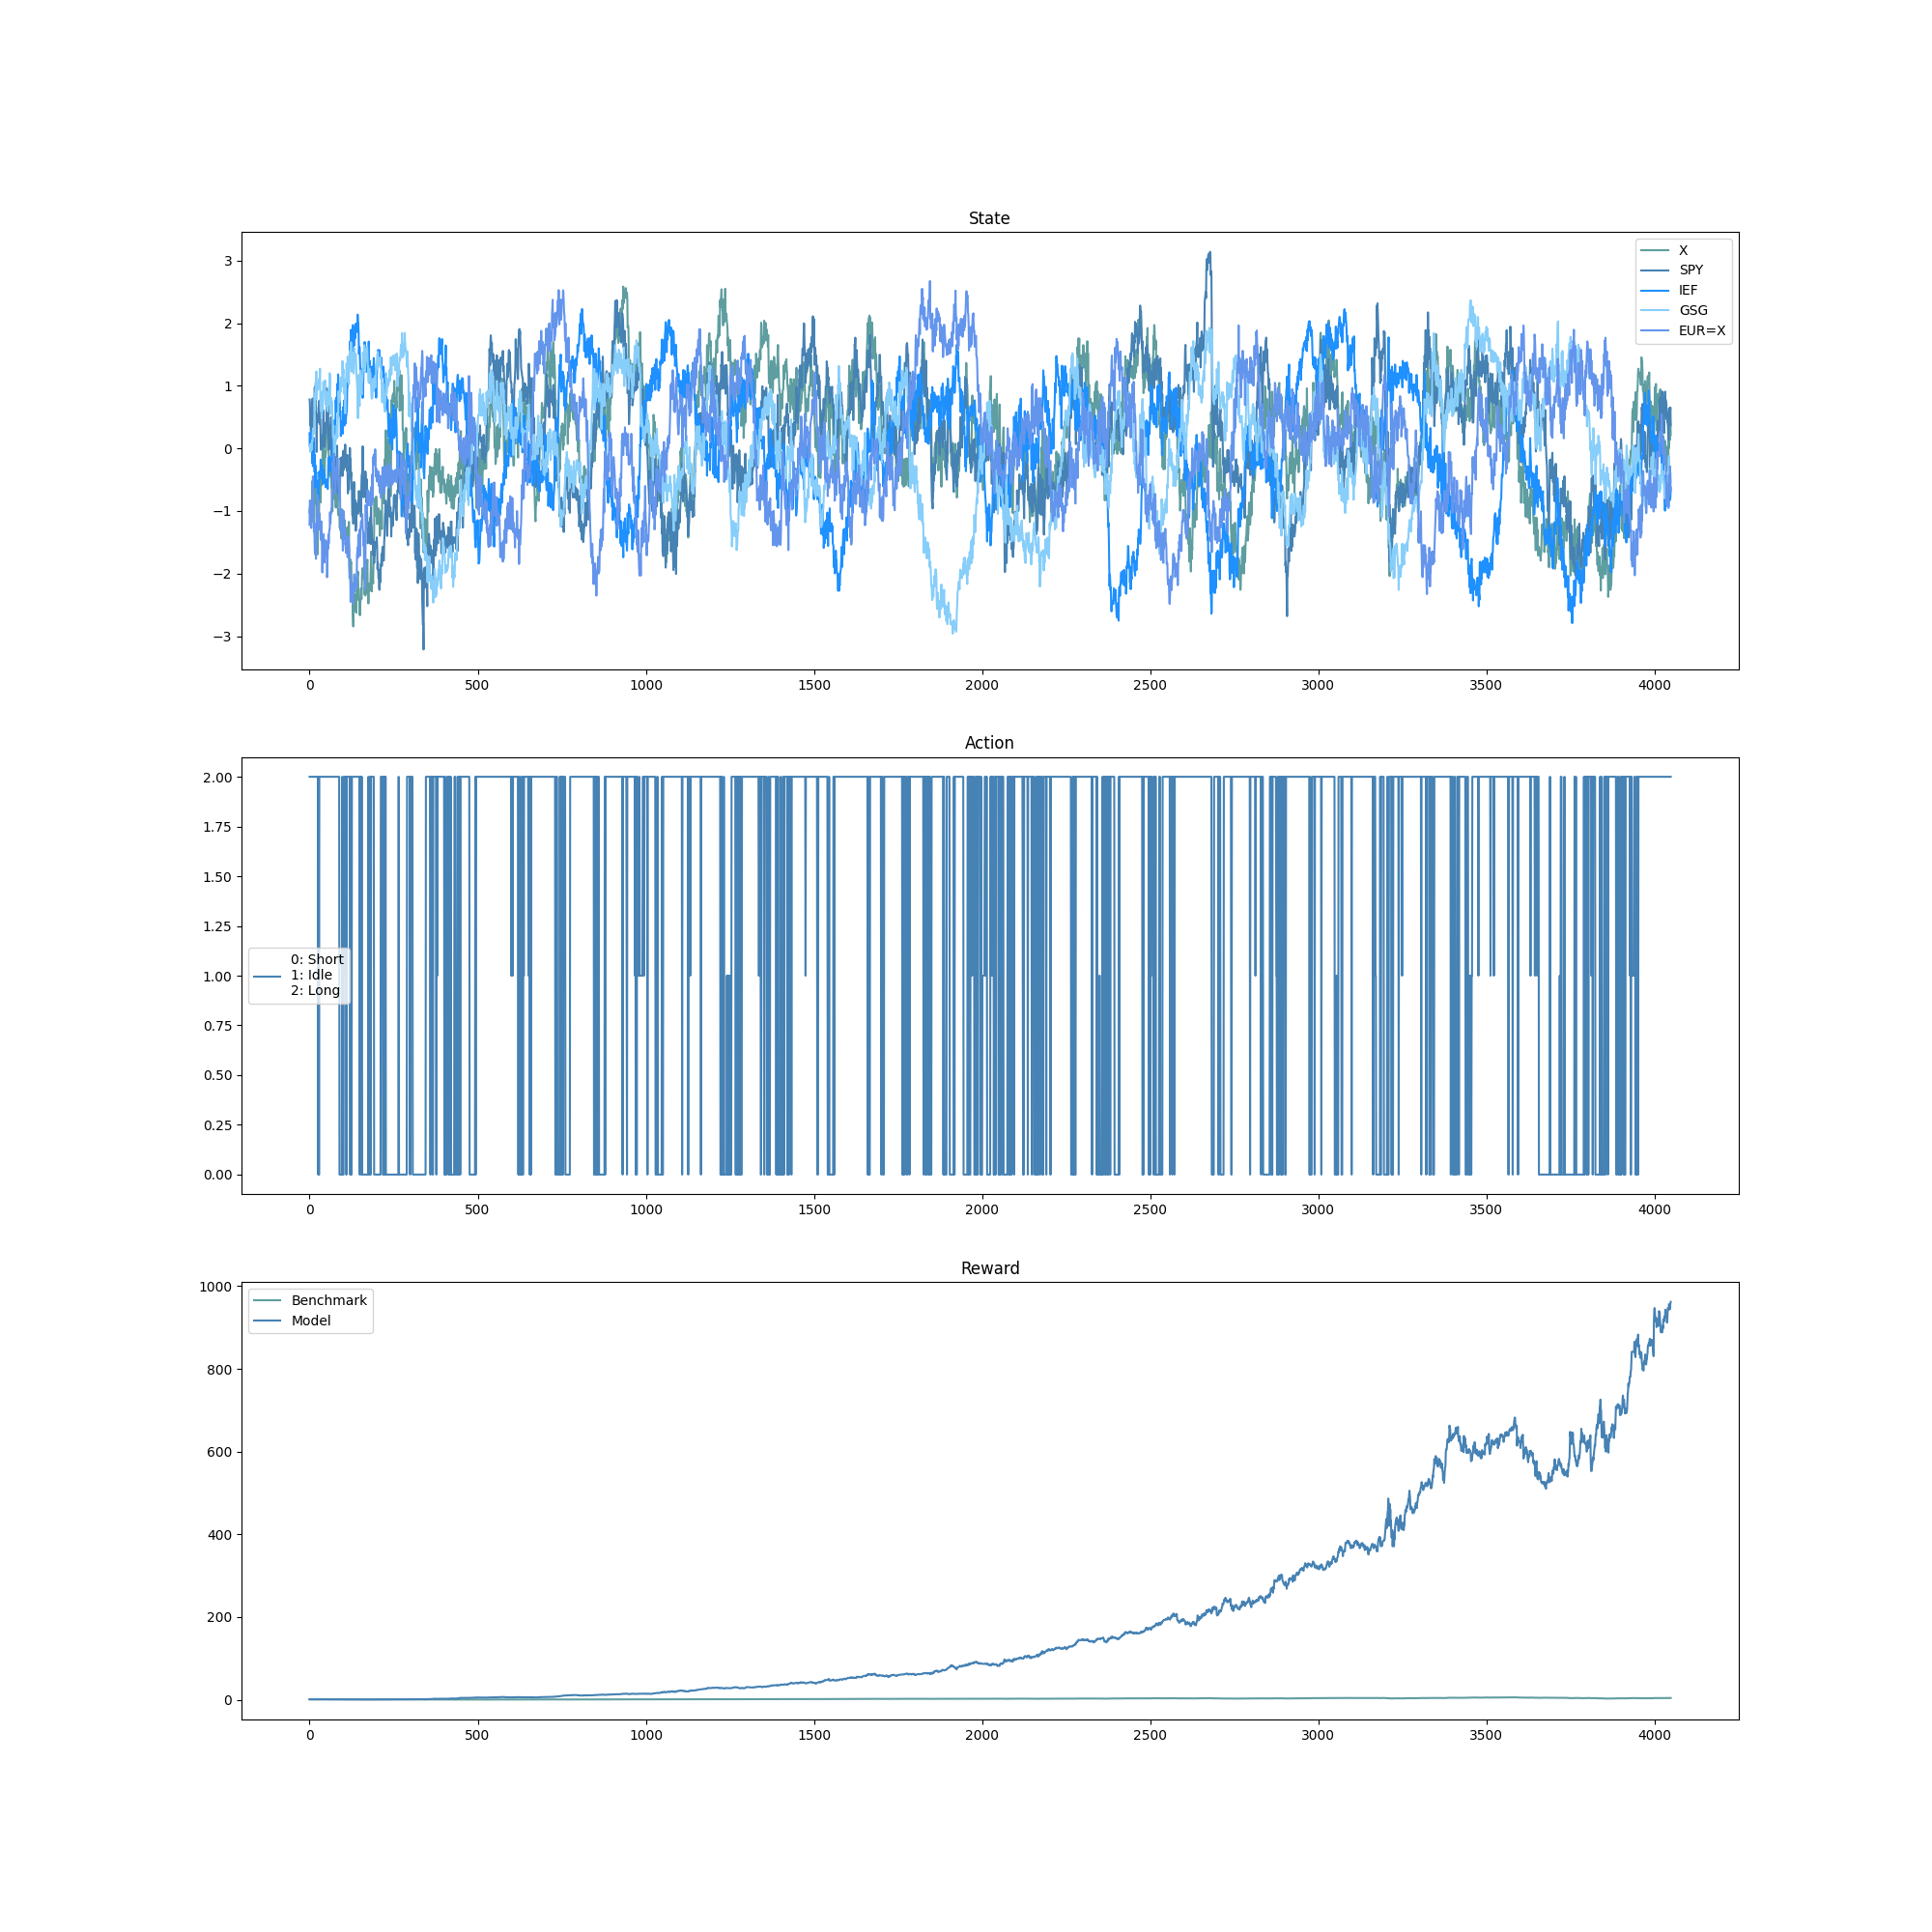 State
3
2
1
0
−1
−2
−3
X
SPY
IEF
GSG
EUR=X
0 500 1000 1500 2000 2500 3000 3500 4000
Action
2.00
1.75
1.50
1.25
1.00
0.75
0.50
0.25
0.00
0: Short
1: Idle
2: Long
0 500 1000 1500 2000 2500 3000 3500 4000
Reward
1000
800
600
400
200
0
Benchmark
Model
0 500 1000 1500 2000 2500 3000 3500 4000